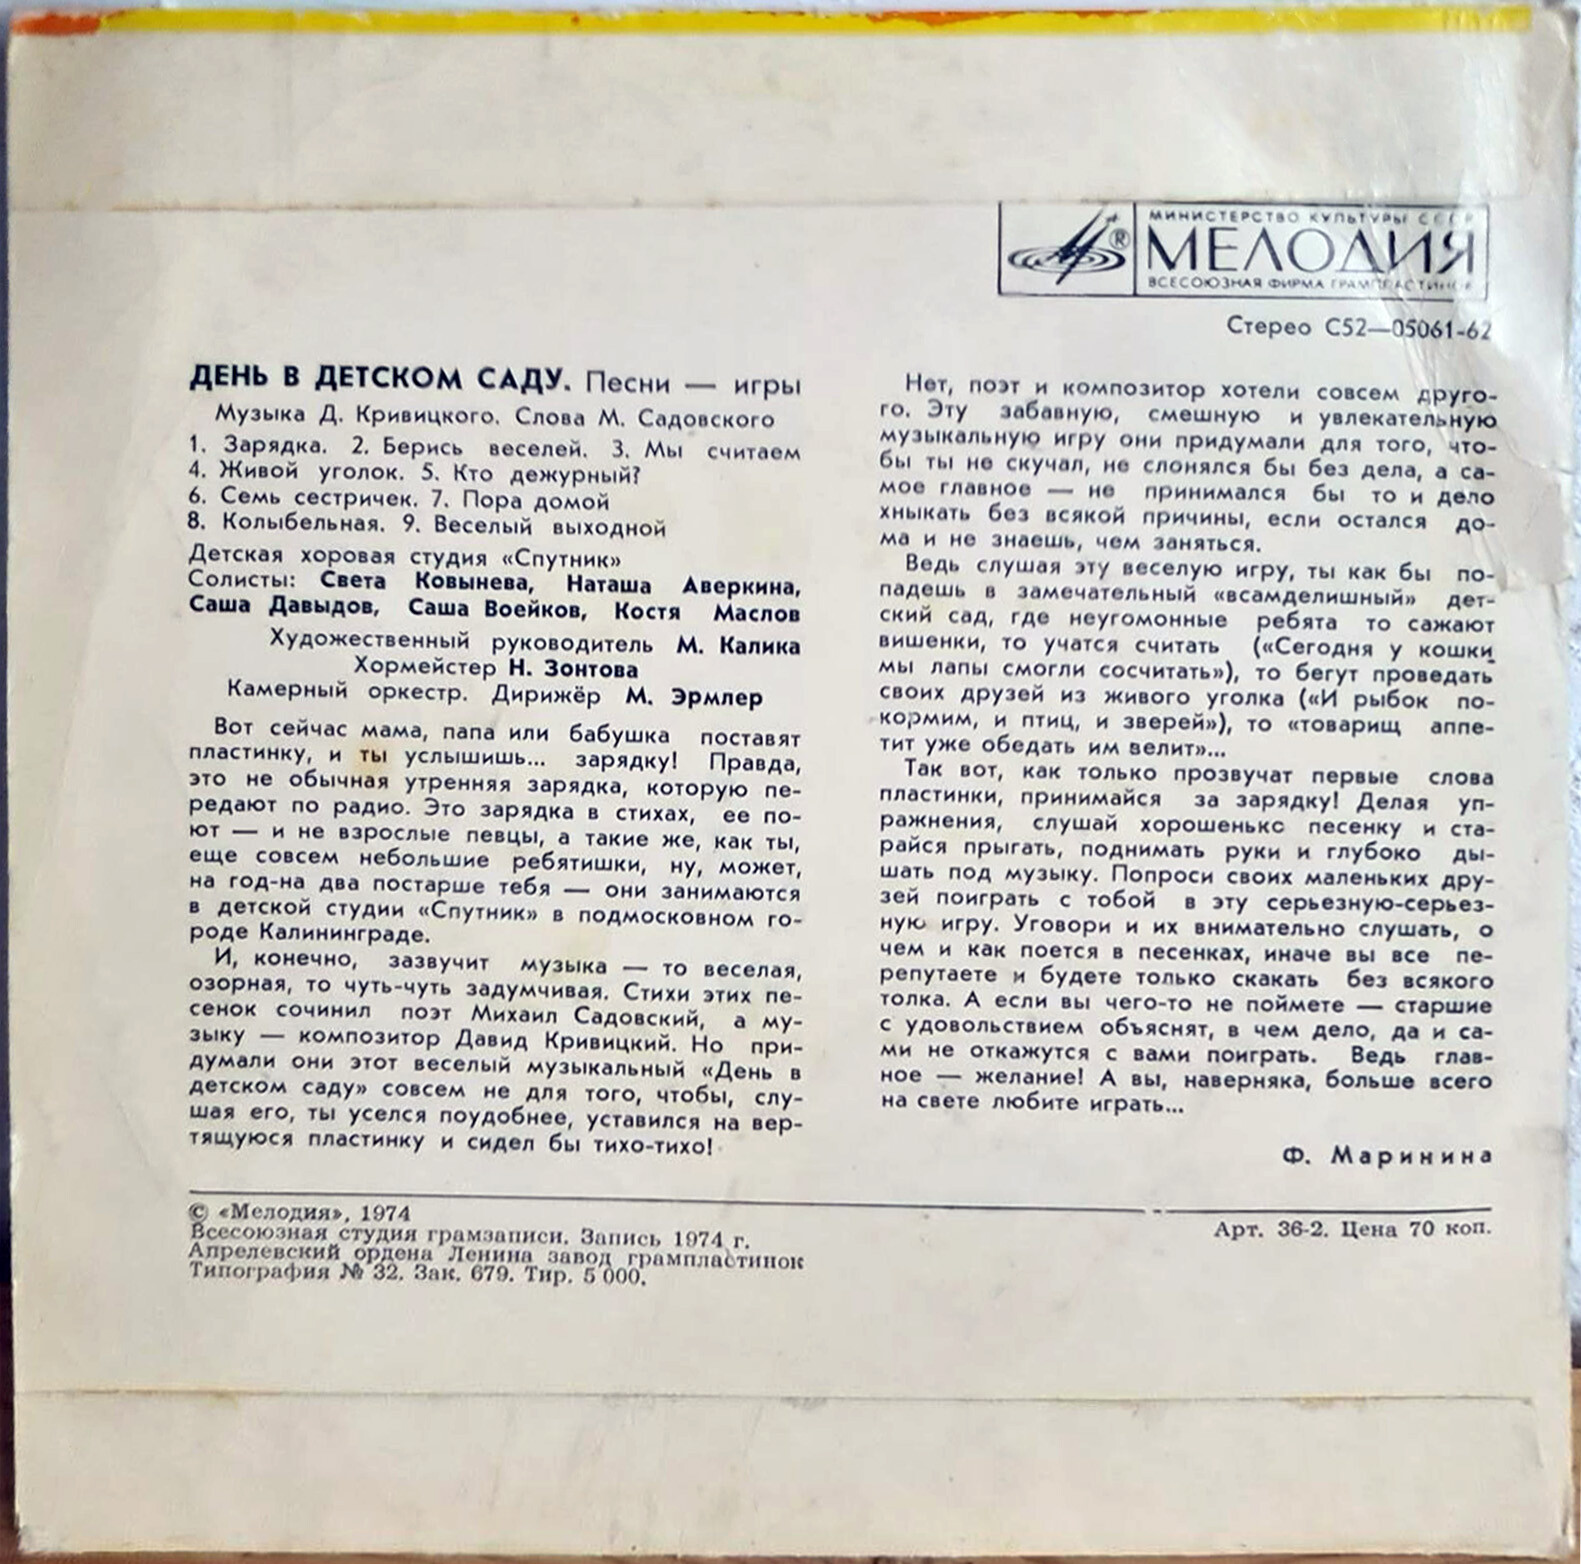 МИНИСТЕРСТВО КУЛЬТУРЫ СССР
МЕЛОДИЯ
®
ВСЕСОЮЗНАЯ ФИРМА ГРАМПЛАСТИНОК
Стерео С52—05061-62
ДЕНЬ В ДЕТСКОМ САДУ. Песни — игры
Музыка Д. Кривицкого. Слова М. Садовского
1. Зарядка. 2. Берись веселей. 3. Мы считаем
4. Живой уголок. 5. Кто дежурный?
6. Семь сестричек. 7. Пора домой
8. Колыбельная. 9. Веселый выходной
Детская хоровая студия «Спутник»
Солисты: Света Ковынева, Наташа Аверкина,
Саша Давыдов, Саша Воейков, Костя Маслов
Художественный руководитель М. Калика
Хормейстер Н. Зонтова
Камерный оркестр. Дирижёр М. Эрмлер
Вот сейчас мама, папа или бабушка поставят
пластинку, и ты услышишь... зарядку! Правда,
это не обычная утренняя зарядка, которую пе-
редают по радио. Это зарядка в стихах, ее по-
ют — и не взрослые певцы, а такие же, как ты,
еще совсем небольшие ребятишки, ну, может,
на год-на два постарше тебя — они занимаются
в детской студии «Спутник» в подмосковном го-
роде Калининграде.
И, конечно, зазвучит музыка — то веселая,
озорная, то чуть-чуть задумчивая. Стихи этих пе-
сенок сочинил поэт Михаил Садовский, а му-
зыку — композитор Давид Кривицкий. Но при-
думали они этот веселый музыкальный «День в
детском саду» совсем не для того, чтобы, слу-
шая его, ты уселся поудобнее, уставился на вер-
тящуюся пластинку и сидел бы тихо-тихо!
Нет, поэт и композитор хотели совсем друго-
го. Эту забавную, смешную и увлекательную
музыкальную игру они придумали для того, что-
бы ты не скучал, не слонялся бы без дела, а са-
мое главное — не принимался бы то и дело
хныкать без всякой причины, если остался до-
ма и не знаешь, чем заняться.
Ведь слушая эту веселую игру, ты как бы по-
падешь в замечательный «всамделишный» дет-
ский сад, где неугомонные ребята то сажают
вишенки, то учатся считать («Сегодня у кошки
мы лапы смогли сосчитать»), то бегут проведать
своих друзей из живого уголка («И рыбок по-
кормим, и птиц, и зверей»), то «товарищ аппе-
тит уже обедать им велит»...
Так вот, как только прозвучат первые слова
пластинки, принимайся за зарядку! Делая уп-
ражнения, слушай хорошенько песенку и ста-
райся прыгать, поднимать руки и глубоко ды-
шать под музыку. Попроси своих маленьких дру-
зей поиграть с тобой в эту серьезную-серьез-
ную игру. Уговори и их внимательно слушать, о
чем и как поется в песенках, иначе вы все пе-
репутаете и будете только скакать без всякого
толка. А если вы чего-то не поймете — старшие
с удовольствием объяснят, в чем дело, да и са-
ми не откажутся с вами поиграть. Ведь глав-
ное — желание! А вы, наверняка, больше всего
на свете любите играть...
Ф. Маринина
© «Мелодия», 1974
Всесоюзная студия грамзаписи. Запись 1974 г.
Апрелевский ордена Ленина завод грампластинок
Типография № 32. Зак. 679. Тир. 5 000.
Арт. 36-2. Цена 70 коп.